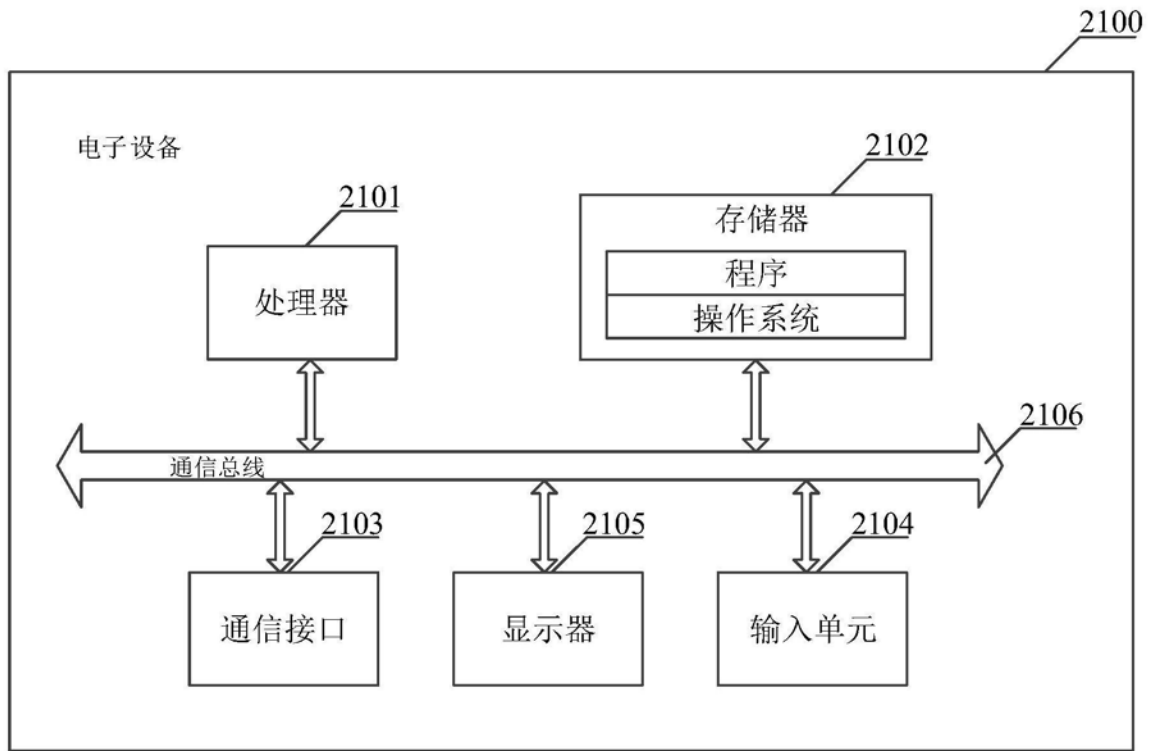 2100
电子设备
2102
2101
存储器
程序
处理器
操作系统
2106
通信总线
2103
2105
2104
通信接口
显示器
输入单元